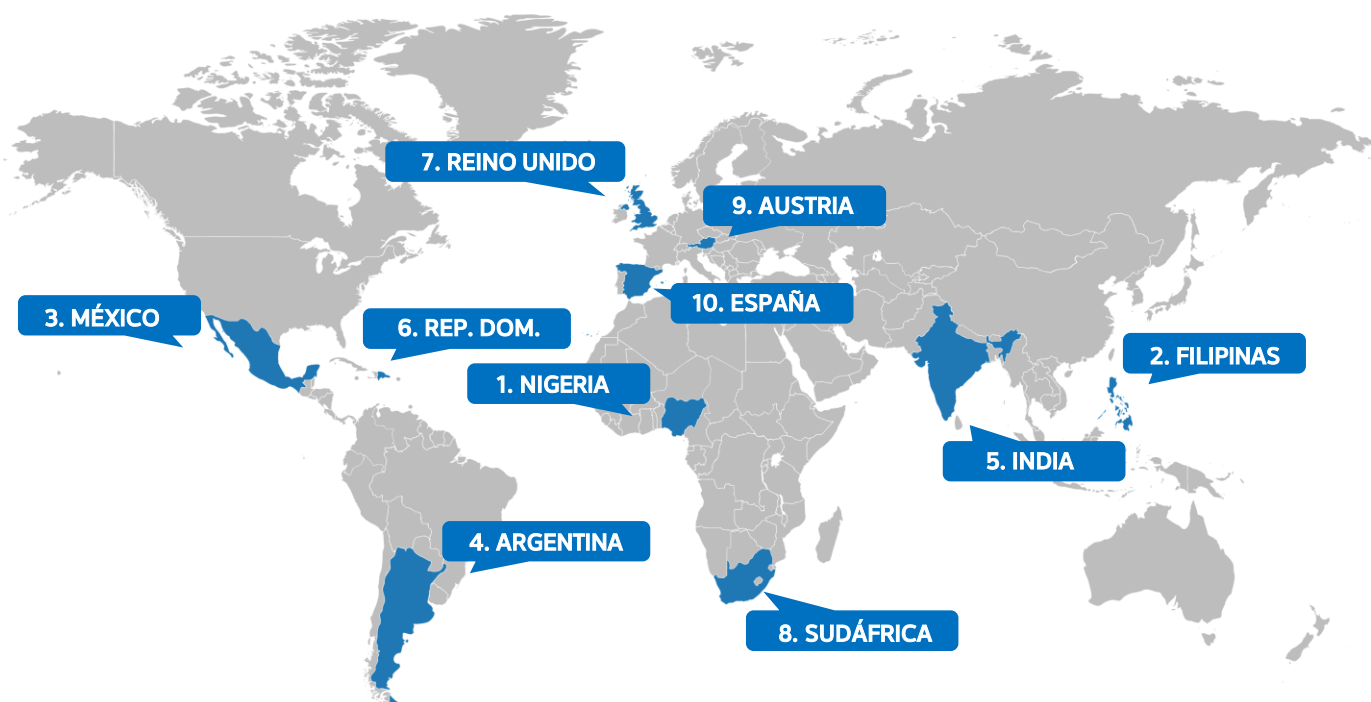 7. REINO UNIDO
9. AUSTRIA
10. ESPAÑA
3. MÉXICO
6. REP. DOM.
2. FILIPINAS
1. NIGERIA
5. INDIA
4. ARGENTINA
8. SUDÁFRICA